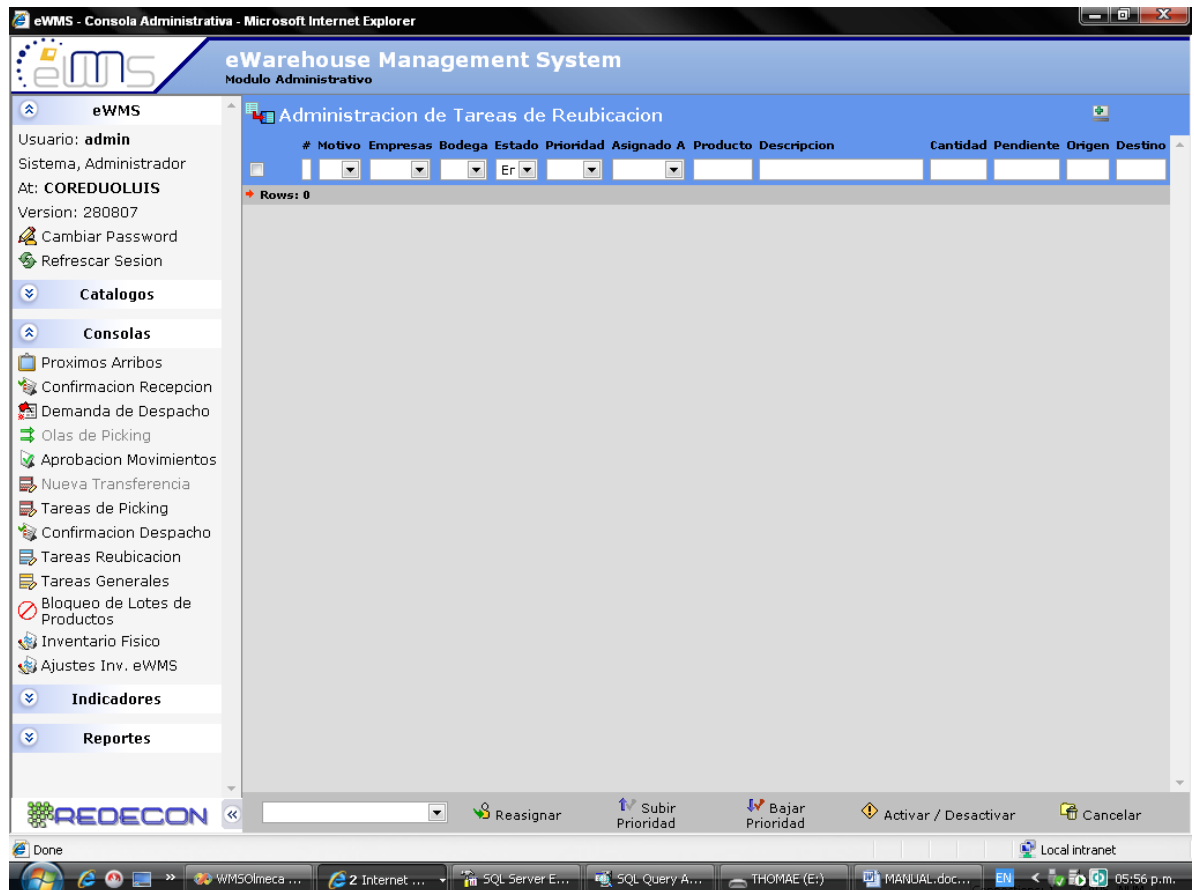 eWMS - Consola Administrativa - Microsoft Internet Explorer
eWMS
eWarehouse Management System
Modulo Administrativo
eWMS
Usuario: admin
Sistema, Administrador
At: COREDUOLUIS
Version: 280807
Cambiar Password
Refrescar Sesion
Catalogos
Consolas
Proximos Arribos
Confirmacion Recepcion
Demanda de Despacho
Olas de Picking
Aprobacion Movimientos
Nueva Transferencia
Tareas de Picking
Confirmacion Despacho
Tareas Reubicacion
Tareas Generales
Bloqueo de Lotes de
Productos
Inventario Fisico
Ajustes Inv. eWMS
Indicadores
Reportes
REDECON
Administracion de Tareas de Reubicacion
# Motivo Empresas Bodega Estado Prioridad Asignado A Producto Descripcion Cantidad Pendiente Origen Destino
Er
Rows: 0
Reasignar
Subir
Prioridad
Bajar
Prioridad
Activar / Desactivar
Cancelar
Done
Local intranet
WMSOlmeca ...
2 Internet ...
SQL Server E...
SQL Query A...
THOMAE (E:)
MANUAL.doc...
EN
05:56 p.m.